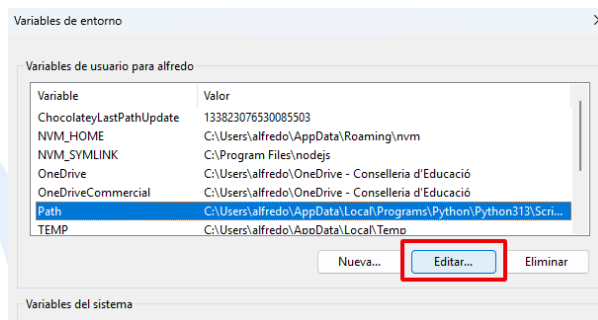 Variables de entorno
Variables de usuario para alfredo
Variable Valor
ChocolateyLastPathUpdate 133823076530085503
NVM_HOME C:\Users\alfredo\AppData\Roaming\nvm
NVM_SYMLINK C:\Program Files\nodejs
OneDrive C:\Users\alfredo\OneDrive - Conselleria d'Educació
OneDriveCommercial C:\Users\alfredo\OneDrive - Conselleria d'Educació
Path C:\Users\alfredo\AppData\Local\Programs\Python\Python313\Scri...
TEMP C:\Users\alfredo\AppData\Local\Temp
Nueva... Editar... Eliminar
Variables del sistema